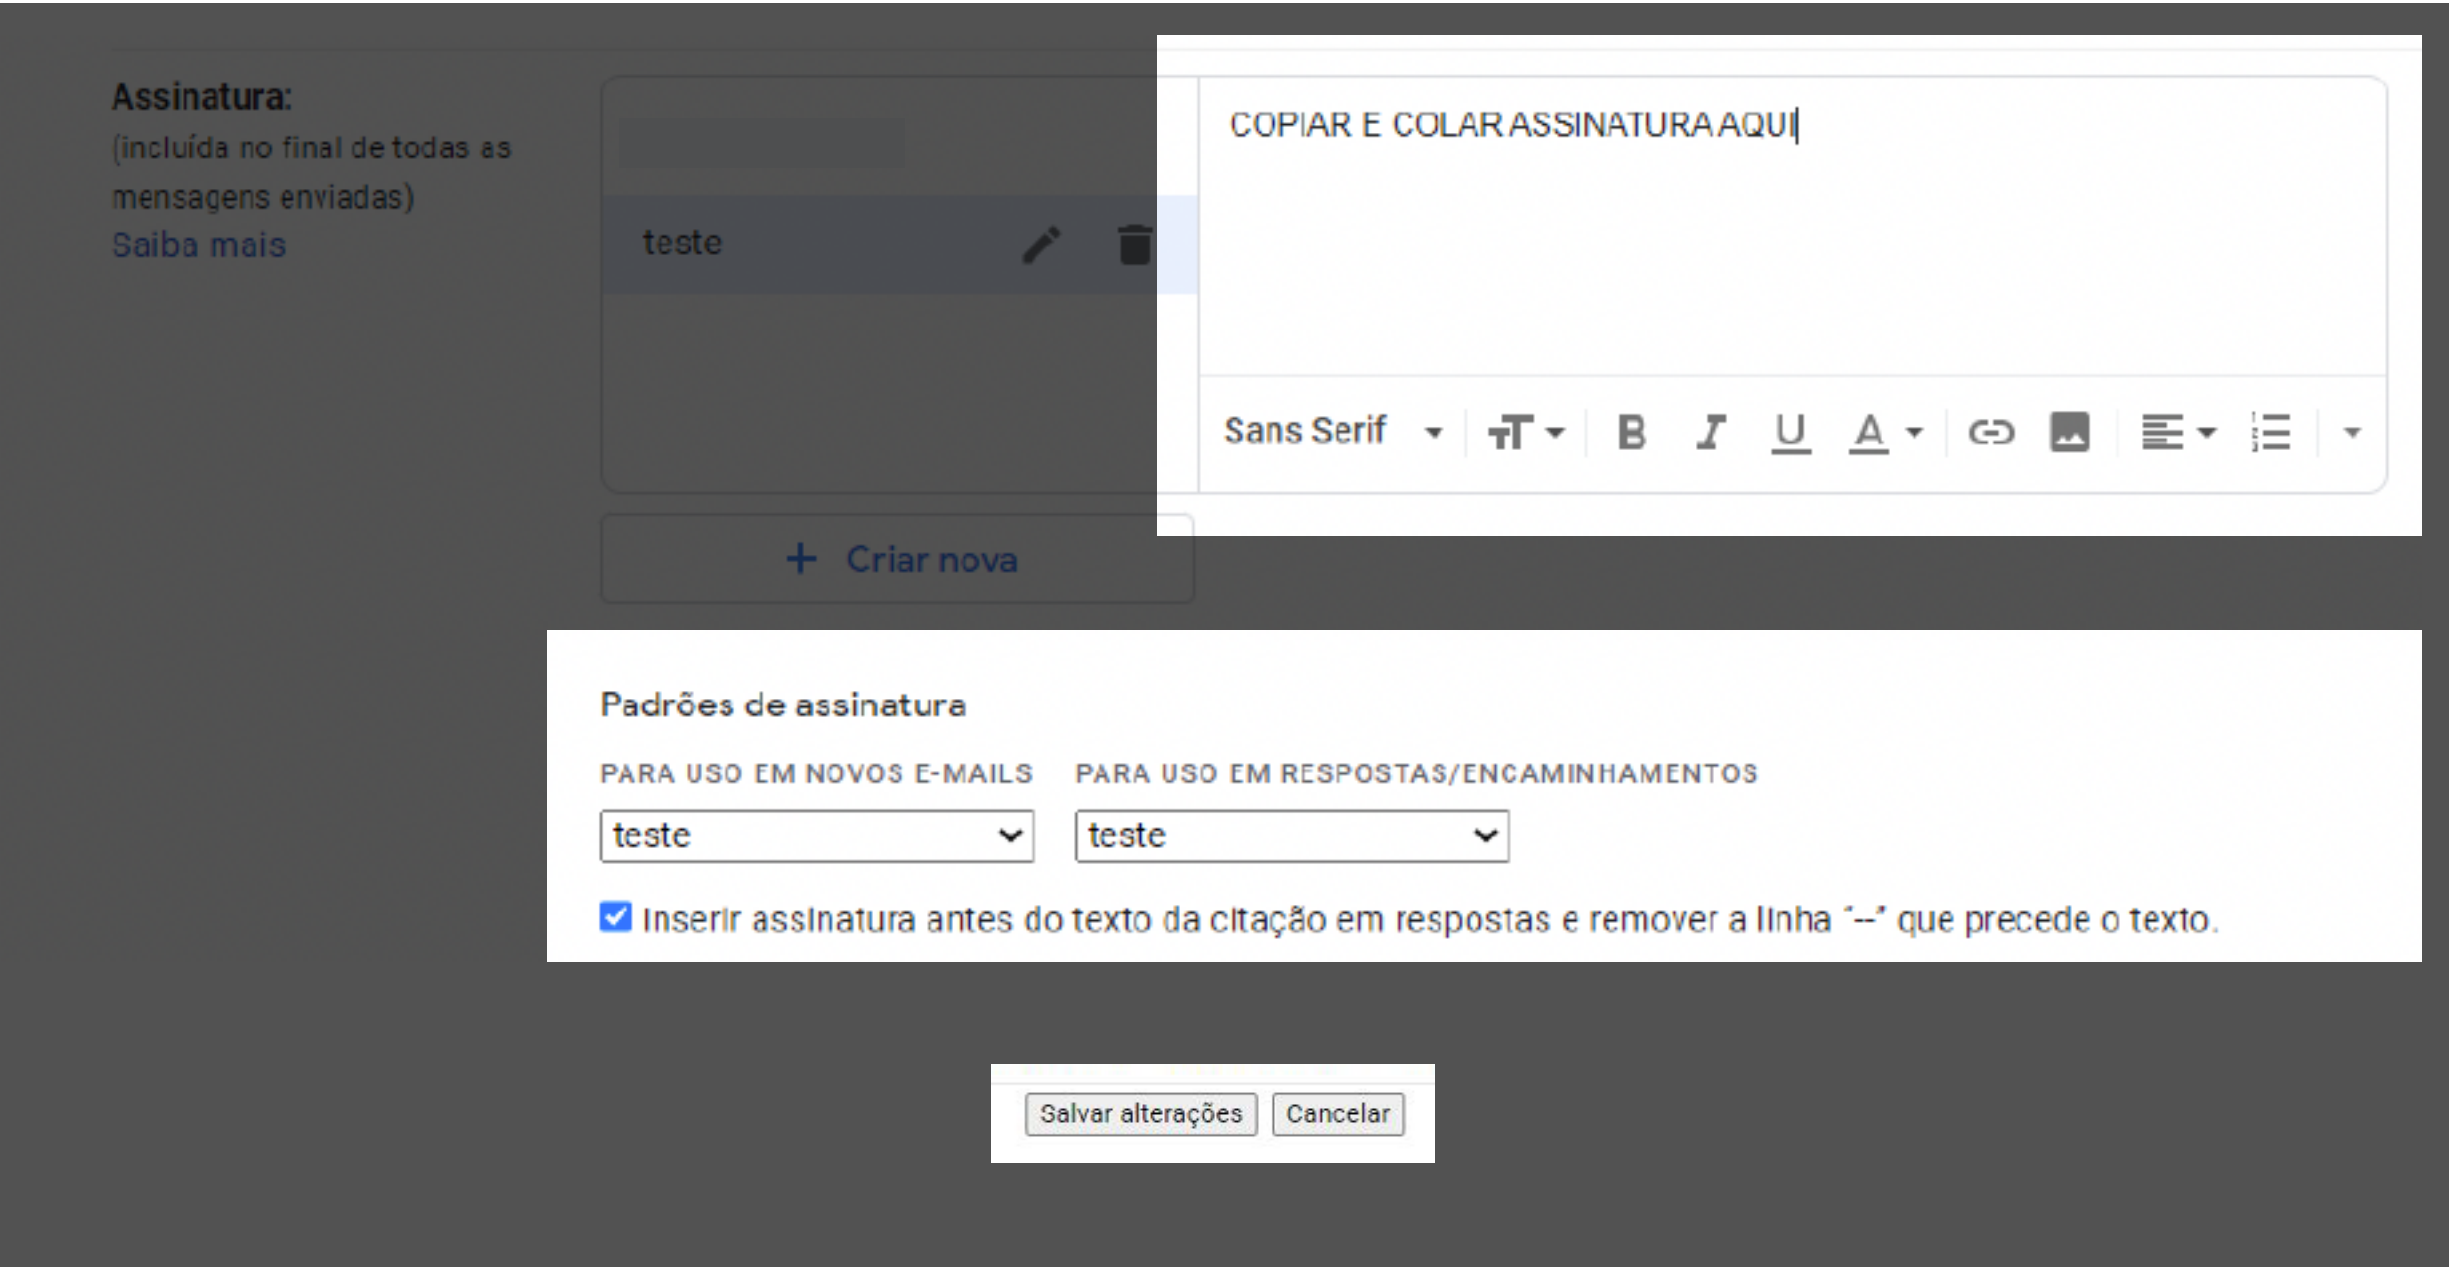 Assinatura:
(incluída no final de todas as
mensagens enviadas)
Saiba mais
teste
COPIAR E COLAR ASSINATURA AQUI
Sans Serif
+ Criar nova
Padrões de assinatura
PARA USO EM NOVOS E-MAILS PARA USO EM RESPOSTAS/ENCAMINHAMENTOS
teste teste
Inserir assinatura antes do texto da citação em respostas e remover a linha "--" que precede o texto.
Salvar alterações Cancelar